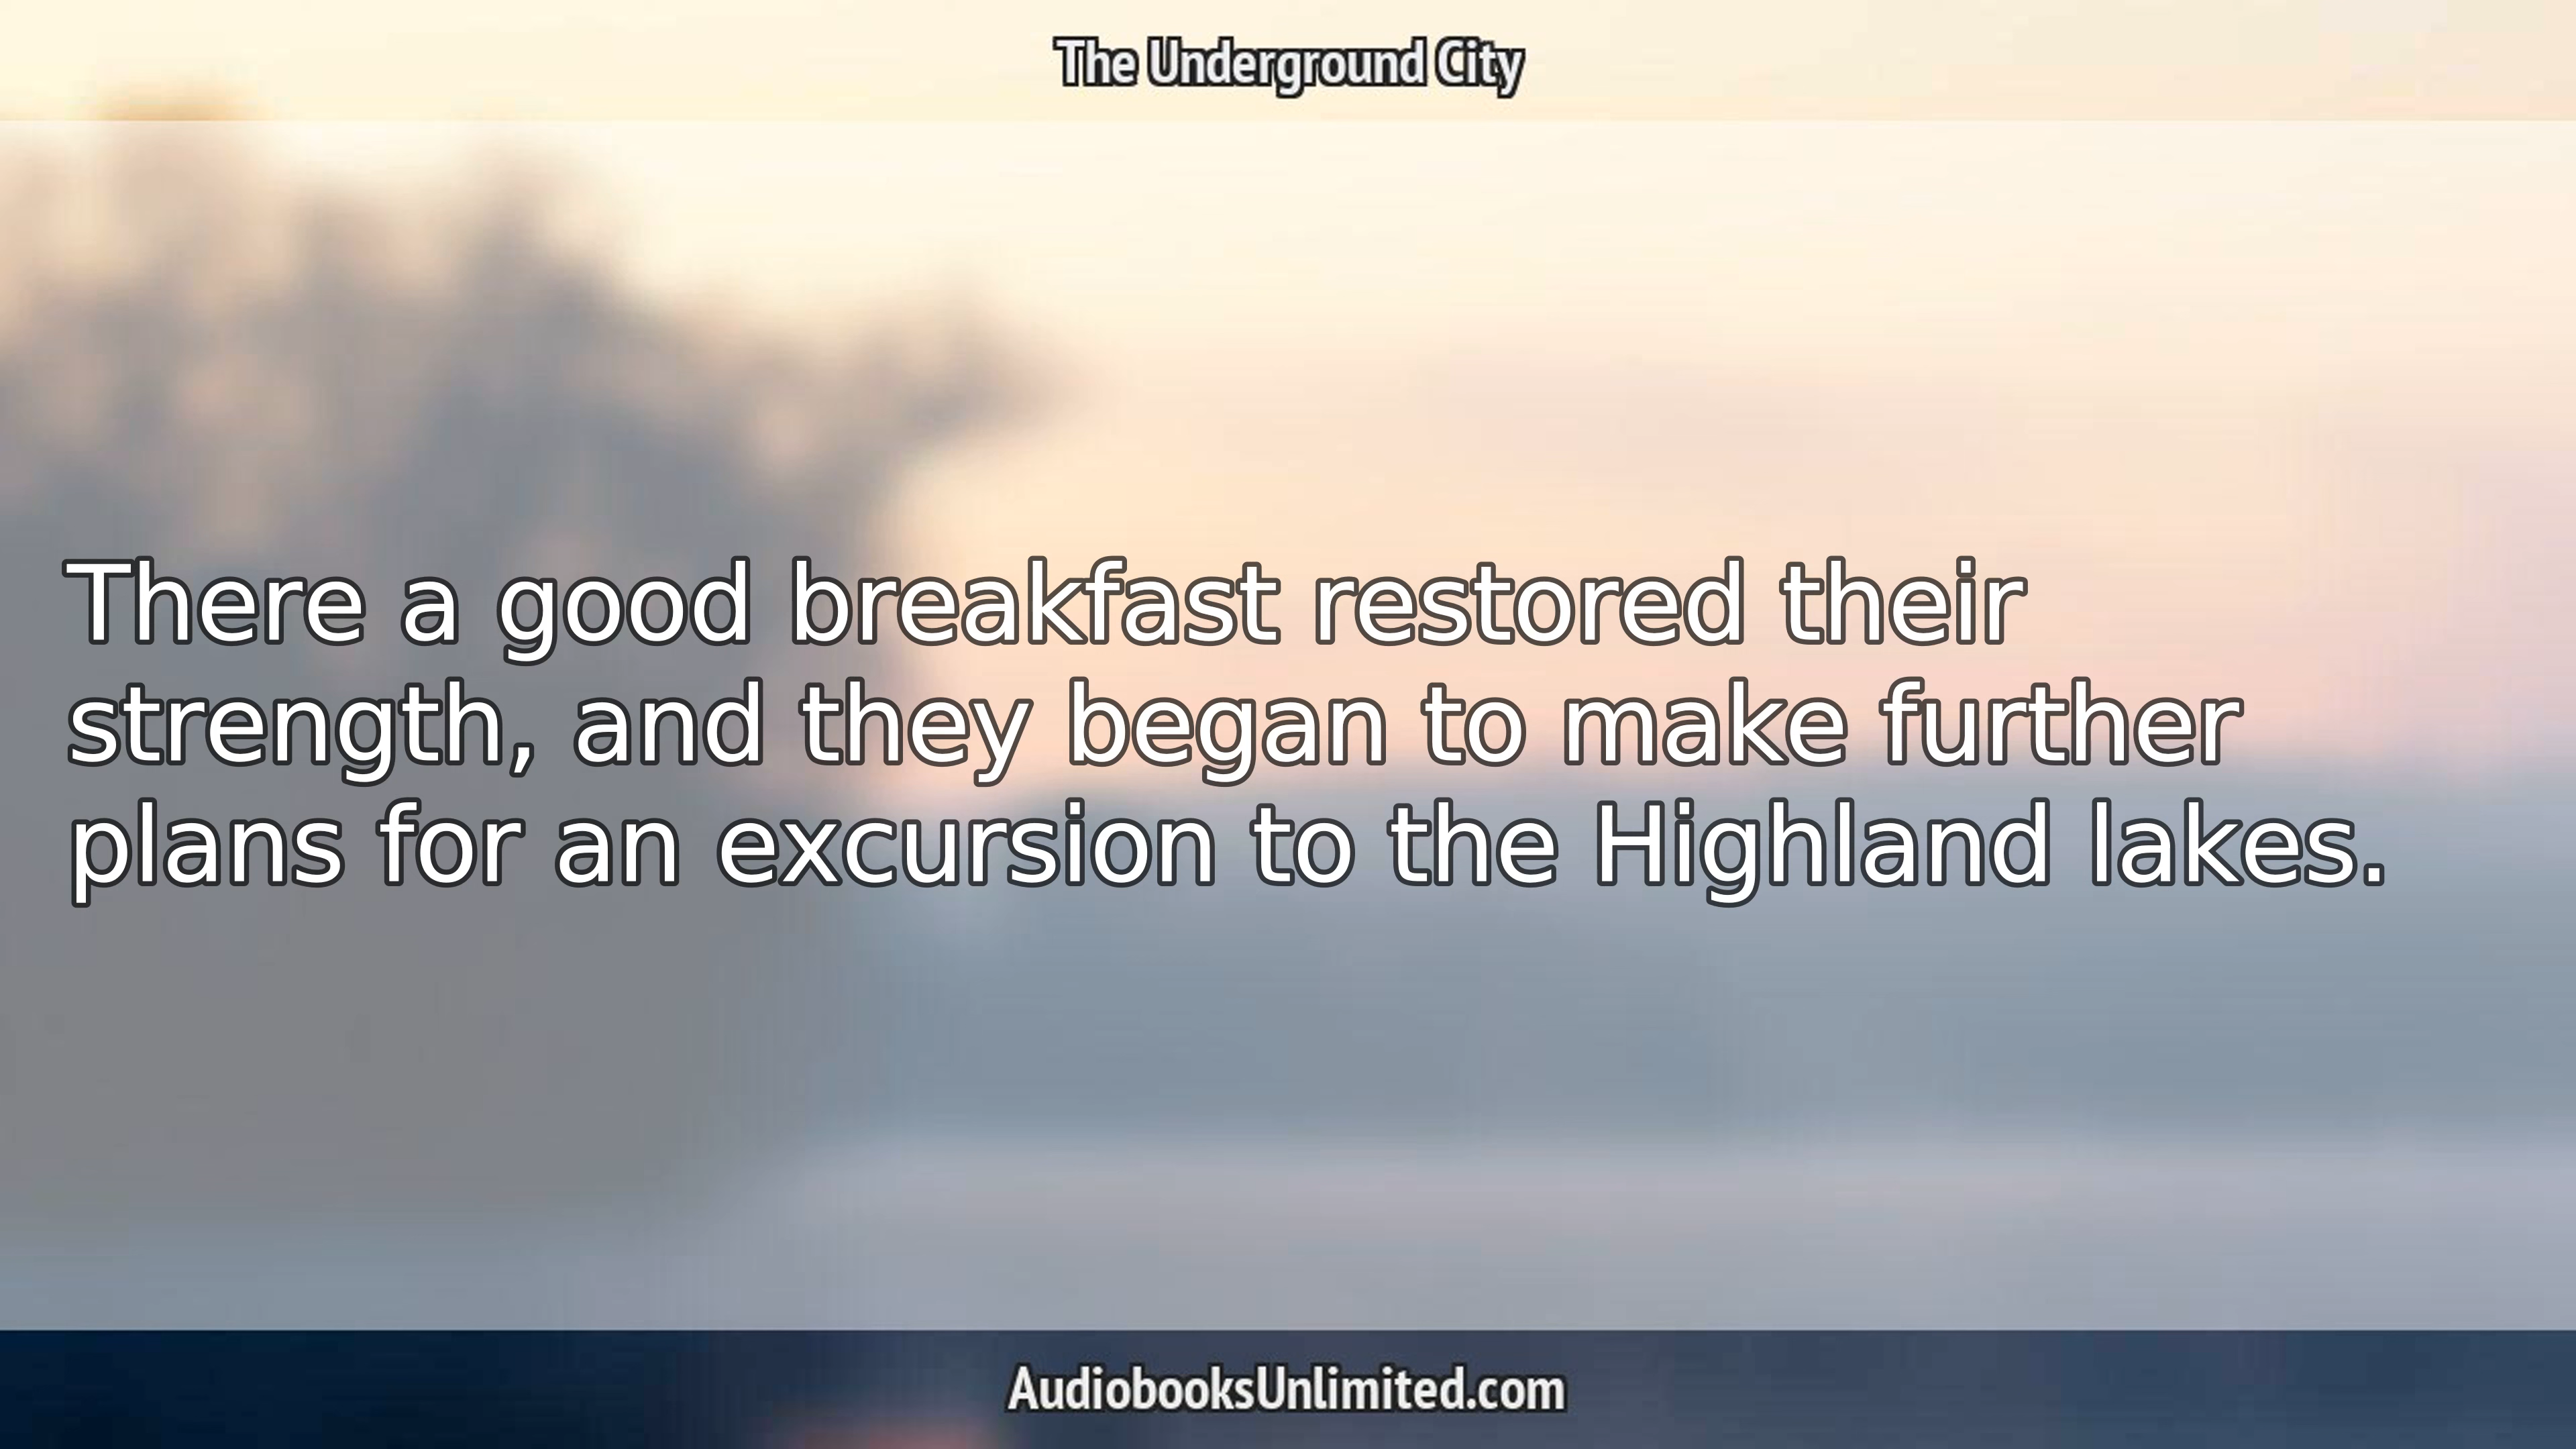 The Underground City
There a good breakfast restored their
strength, and they began to make further
plans for an excursion to the Highland lakes.
AudiobooksUnlimited.com